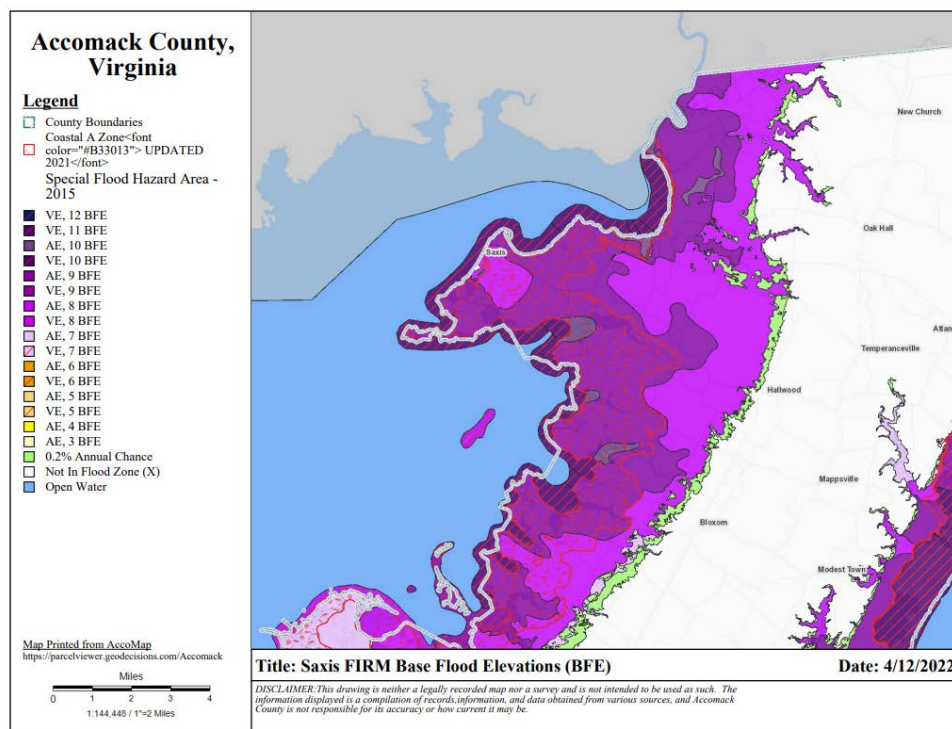 Accomack County,
Virginia
Legend
County Boundaries
Coastal A Zone<font
color="#B33013"> UPDATED
2021</font>
Special Flood Hazard Area -
2015
VE, 12 BFE
VE, 11 BFE
AE, 10 BFE
VE, 10 BFE
AE, 9 BFE
VE, 9 BFE
AE, 8 BFE
VE, 8 BFE
AE, 7 BFE
VE, 7 BFE
AE, 6 BFE
VE, 6 BFE
AE, 5 BFE
VE, 5 BFE
AE, 4 BFE
AE, 3 BFE
0.2% Annual Chance
Not In Flood Zone (X)
Open Water
Map Printed from AccoMap
https://parcelviewer.geodecisions.com/Accomack
Miles
0 1 2 3 4
1:144,448 / 1"=2 Miles
New Church
Oak Hall
Saxis
Atlan
Temperanceville
Hallwood
Mappsville
Bloxom
Modest Town
Title: Saxis FIRM Base Flood Elevations (BFE)
Date: 4/12/2022
DISCLAIMER:This drawing is neither a legally recorded map nor a survey and is not intended to be used as such. The
information displayed is a compilation of records,information, and data obtained from various sources, and Accomack
County is not responsible for its accuracy or how current it may be.